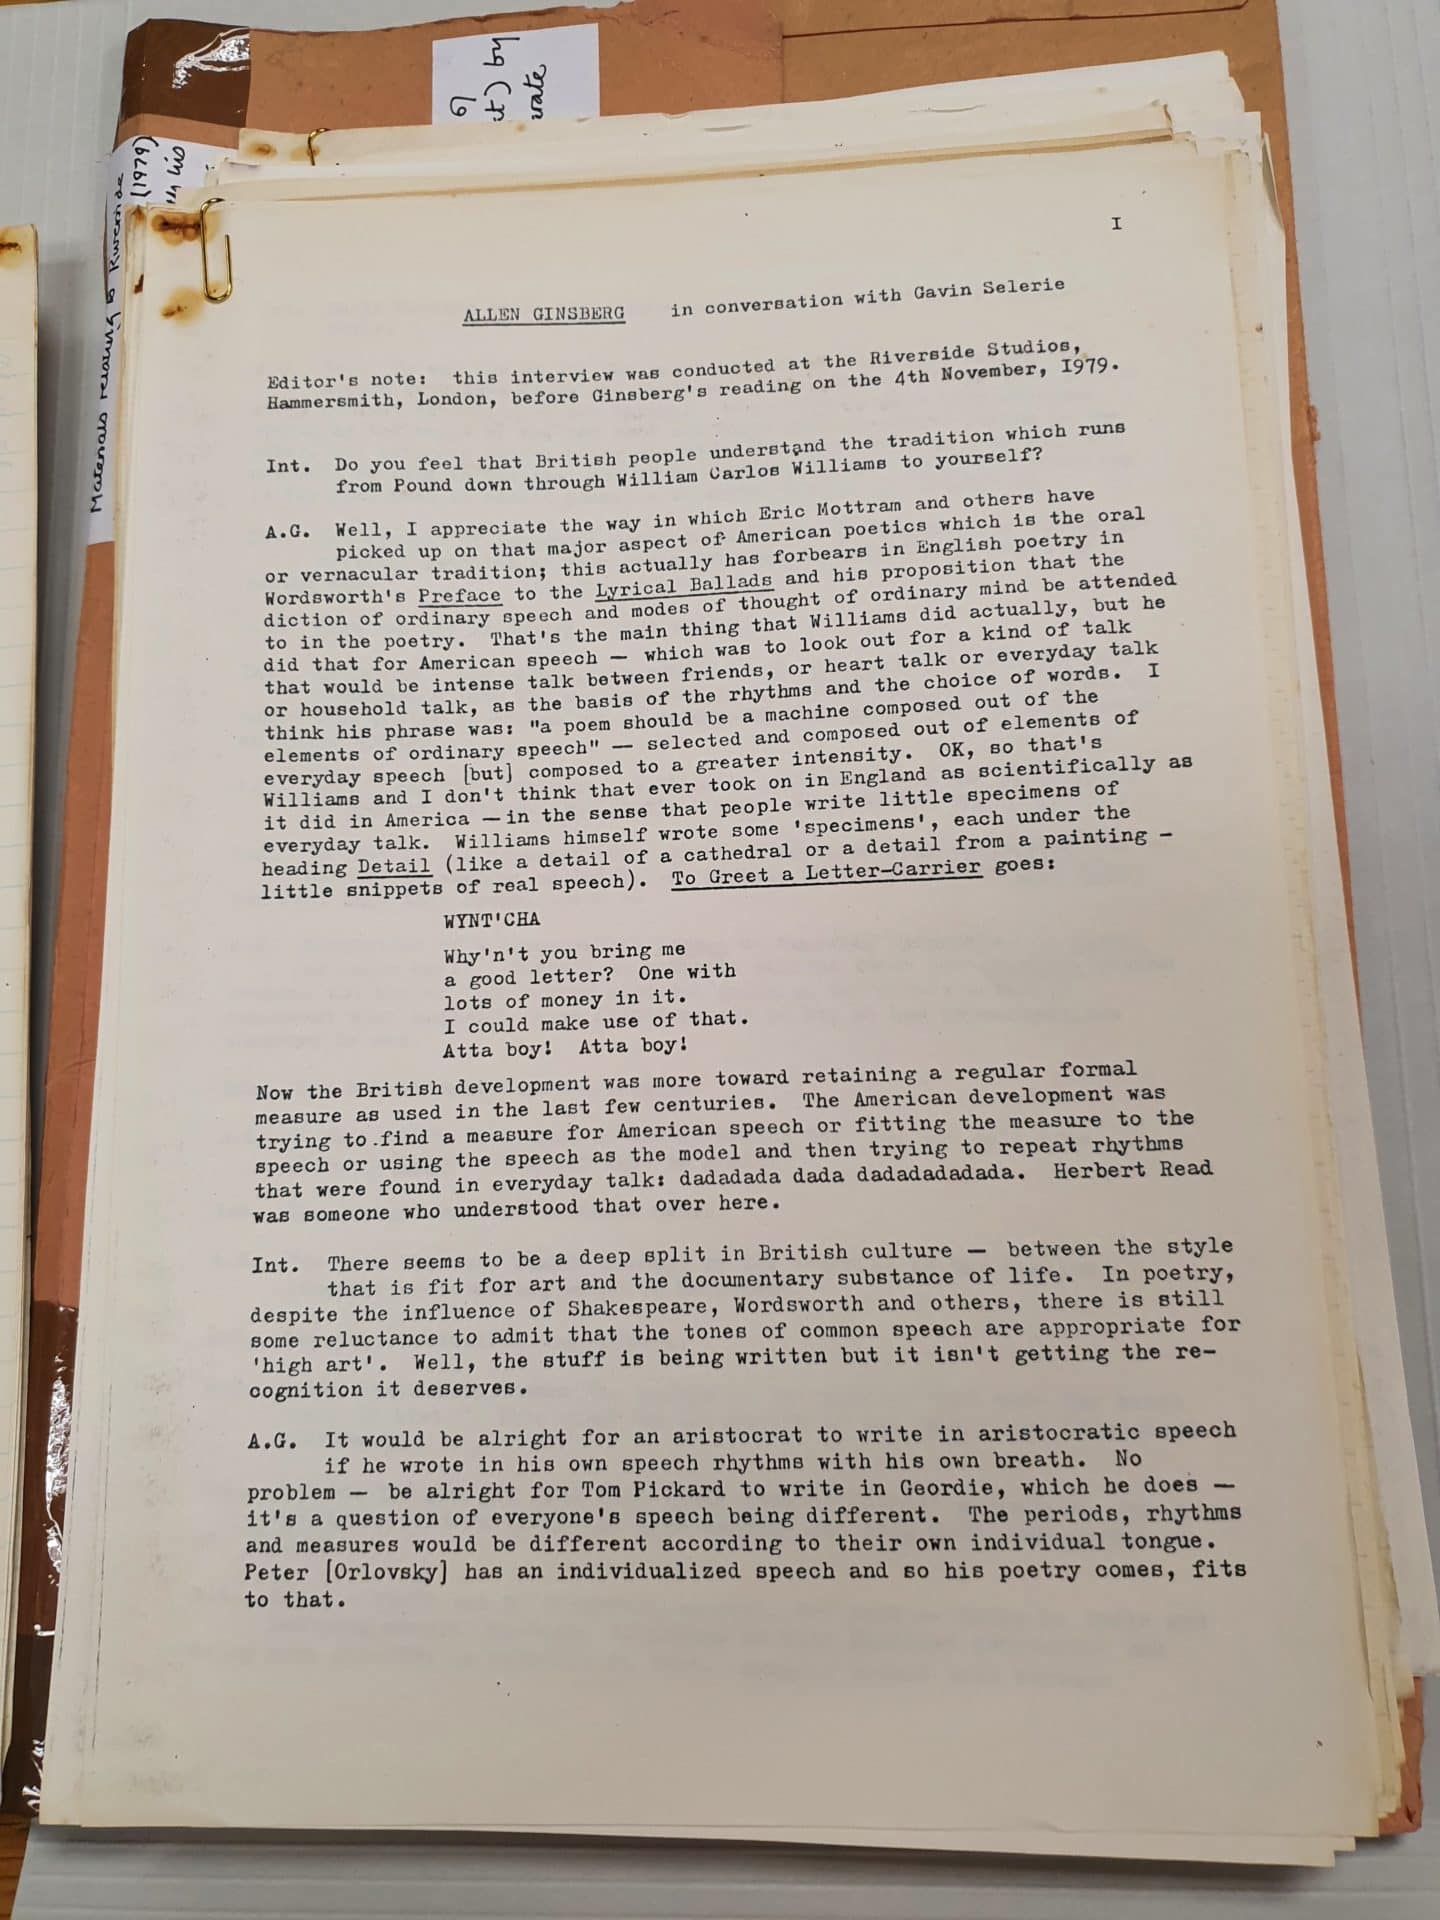 6)
it) by
urate
Materials relating to Riverside
(1979)
his
I
ALLEN GINSBERG in conversation with Gavin Selerie
Editor's note: this interview was conducted at the Riverside Studios,
Hammersmith, London, before Ginsberg's reading on the 4th November, I979.
Int. Do you feel that British people understand the tradition which runs
from Pound down through William Carlos Williams to yourself?
A.G. Well, I appreciate the way in which Eric Mottram and others have
picked up on that major aspect of American poetics which is the oral
or vernacular tradition; this actually has forbears in English poetry in
Wordsworth's Preface to the Lyrical Ballads and his proposition that the
diction of ordinary speech and modes of thought of ordinary mind be attended
to in the poetry. That's the main thing that Williams did actually, but he
did that for American speech — which was to look out for a kind of talk
that would be intense talk between friends, or heart talk or everyday talk
or household talk, as the basis of the rhythms and the choice of words. I
think his phrase was: "a poem should be a machine composed out of the
elements of ordinary speech" — selected and composed out of elements of
everyday speech [but] composed to a greater intensity. OK, so that's
Williams and I don't think that ever took on in England as scientifically as
it did in America — in the sense that people write little specimens of
everyday talk. Williams himself wrote some 'specimens', each under the
heading Detail (like a detail of a cathedral or a detail from a painting –
little snippets of real speech). To Greet a Letter-Carrier goes:
WYNT'CHA
Why'n't you bring me
a good letter? One with
lots of money in it.
I could make use of that.
Atta boy! Atta boy!
Now the British development was more toward retaining a regular formal
measure as used in the last few centuries. The American development was
trying to .find a measure for American speech or fitting the measure to the
speech or using the speech as the model and then trying to repeat rhythms
that were found in everyday talk: dadadada dada dadadadadada. Herbert Read
was someone who understood that over here.
Int. There seems to be a deep split in British culture — between the style
that is fit for art and the documentary substance of life. In poetry,
despite the influence of Shakespeare, Wordsworth and others, there is still
some reluctance to admit that the tones of common speech are appropriate for
'high art'. Well, the stuff is being written but it isn't getting the re-
cognition it deserves.
A.G. It would be alright for an aristocrat to write in aristocratic speech
if he wrote in his own speech rhythms with his own breath. No
problem — be alright for Tom Pickard to write in Geordie, which he does —
it's a question of everyone's speech being different. The periods, rhythms
and measures would be different according to their own individual tongue.
Peter [Orlovsky] has an individualized speech and so his poetry comes, fits
to that.